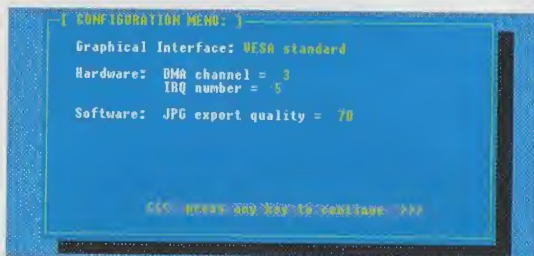 [ CONFIGURATION MENU: ]
Graphical Interface: VESA standard
Hardware: DMA channel = 3
IRQ number = 5
Software: JPG export quality = 70
<<< press any key to continue >>>